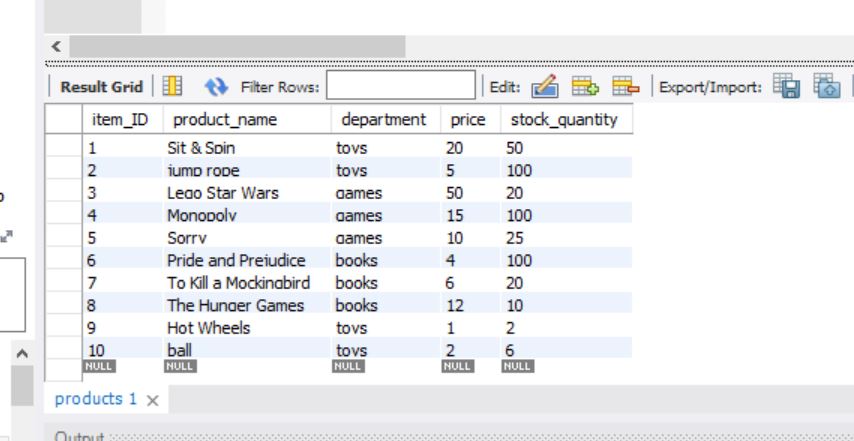 Result Grid Filter Rows: Edit: Export/Import:
item_ID product_name department price stock_quantity
1 Sit & Spin toys 20 50
2 jump rope toys 5 100
3 Lego Star Wars games 50 20
4 Monopoly games 15 100
5 Sorry games 10 25
6 Pride and Prejudice books 4 100
7 To Kill a Mockingbird books 6 20
8 The Hunger Games books 12 10
9 Hot Wheels toys 1 2
10 ball toys 2 6
NULL NULL NULL NULL NULL
products 1
Output